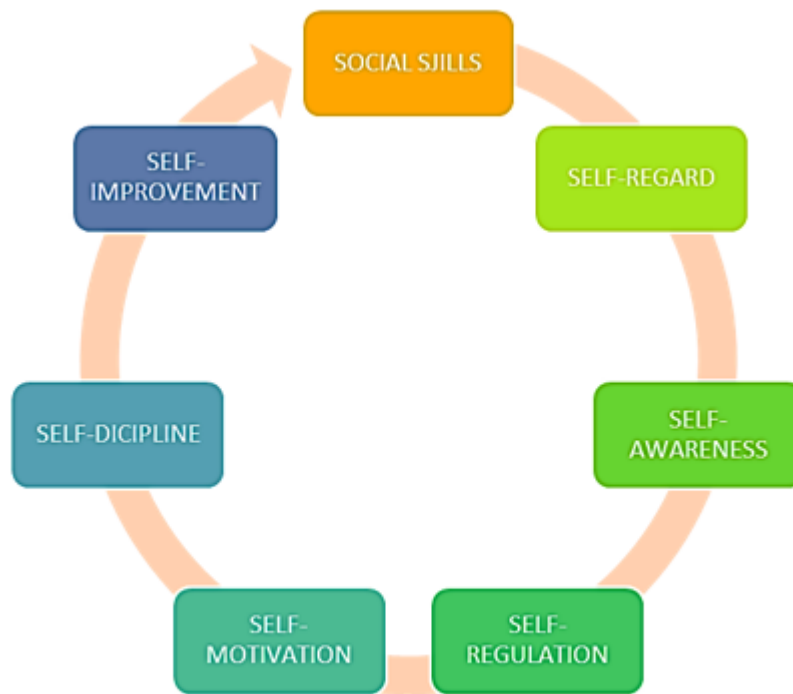 SOCIAL SJILLS
SELF-REGARD
SELF-
AWARENESS
SELF-
REGULATION
SELF-
MOTIVATION
SELF-DICIPLINE
SELF-
IMPROVEMENT